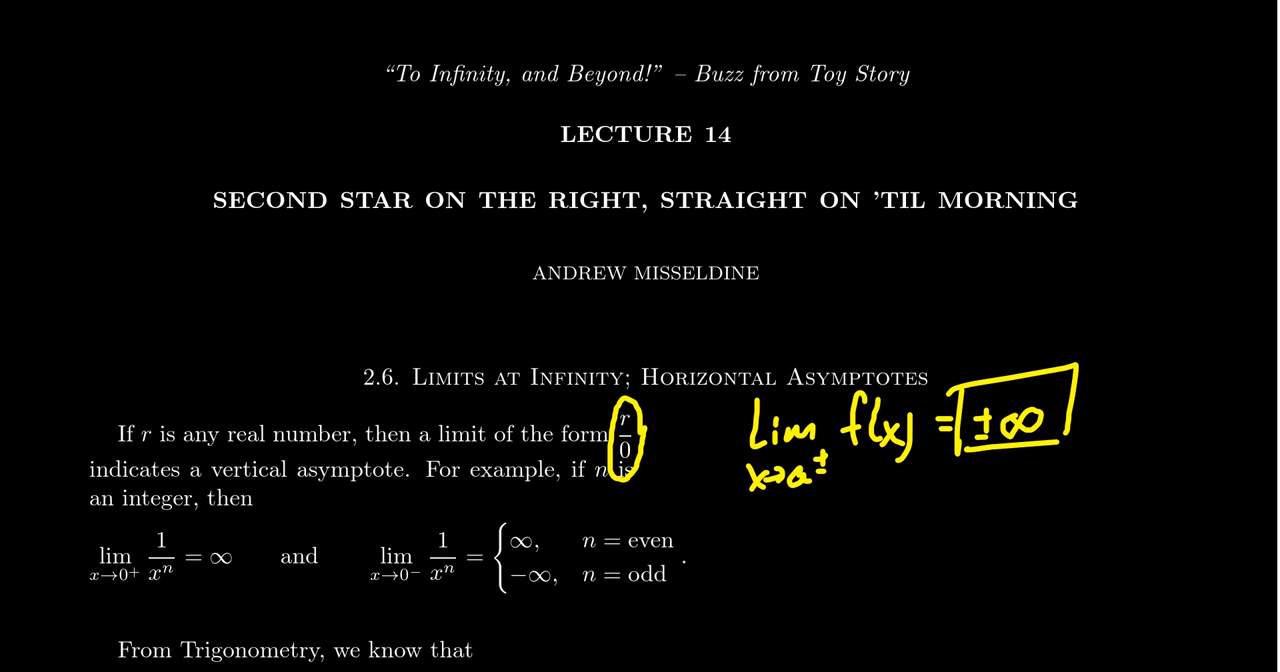 “To Infinity, and Beyond!” – Buzz from Toy Story
LECTURE 14
SECOND STAR ON THE RIGHT, STRAIGHT ON ’TIL MORNING
ANDREW MISSELDINE
2.6. Limits at Infinity; Horizontal Asymptotes
If r is any real number, then a limit of the form r/0
indicates a vertical asymptote. For example, if n is
an integer, then
lim x→0⁺ 1/xⁿ = ∞ and lim x→0⁻ 1/xⁿ = { ∞, n = even
−∞, n = odd .
lim x→a± f(x) = ±∞
From Trigonometry, we know that